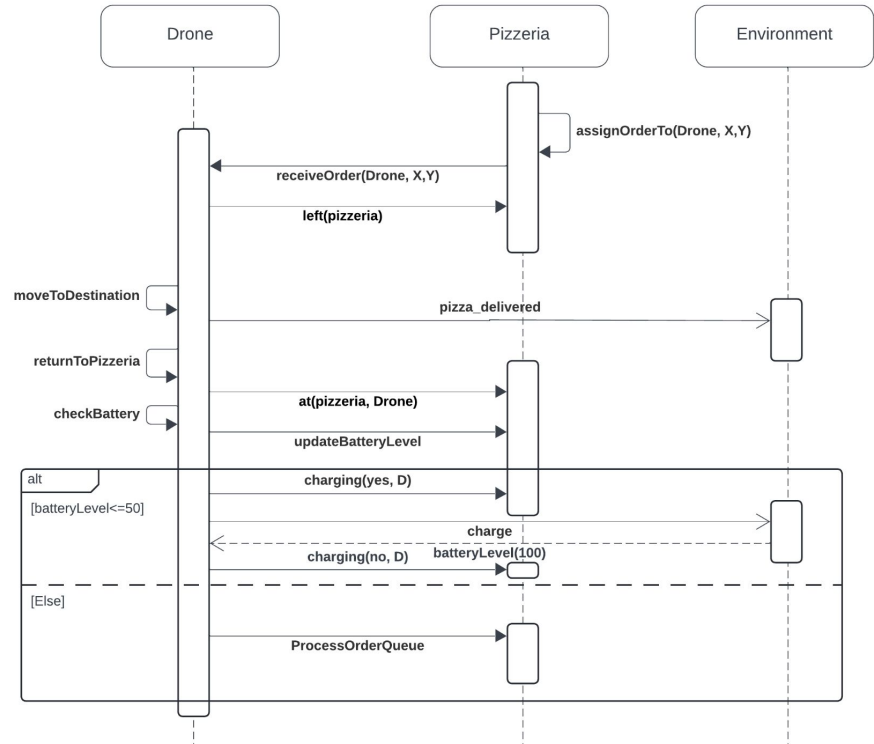 Drone
Pizzeria
Environment
assignOrderTo(Drone, X,Y)
receiveOrder(Drone, X,Y)
left(pizzeria)
moveToDestination
pizza_delivered
returnToPizzeria
at(pizzeria, Drone)
checkBattery
updateBatteryLevel
alt
charging(yes, D)
[batteryLevel<=50]
charge
batteryLevel(100)
charging(no, D)
[Else]
ProcessOrderQueue